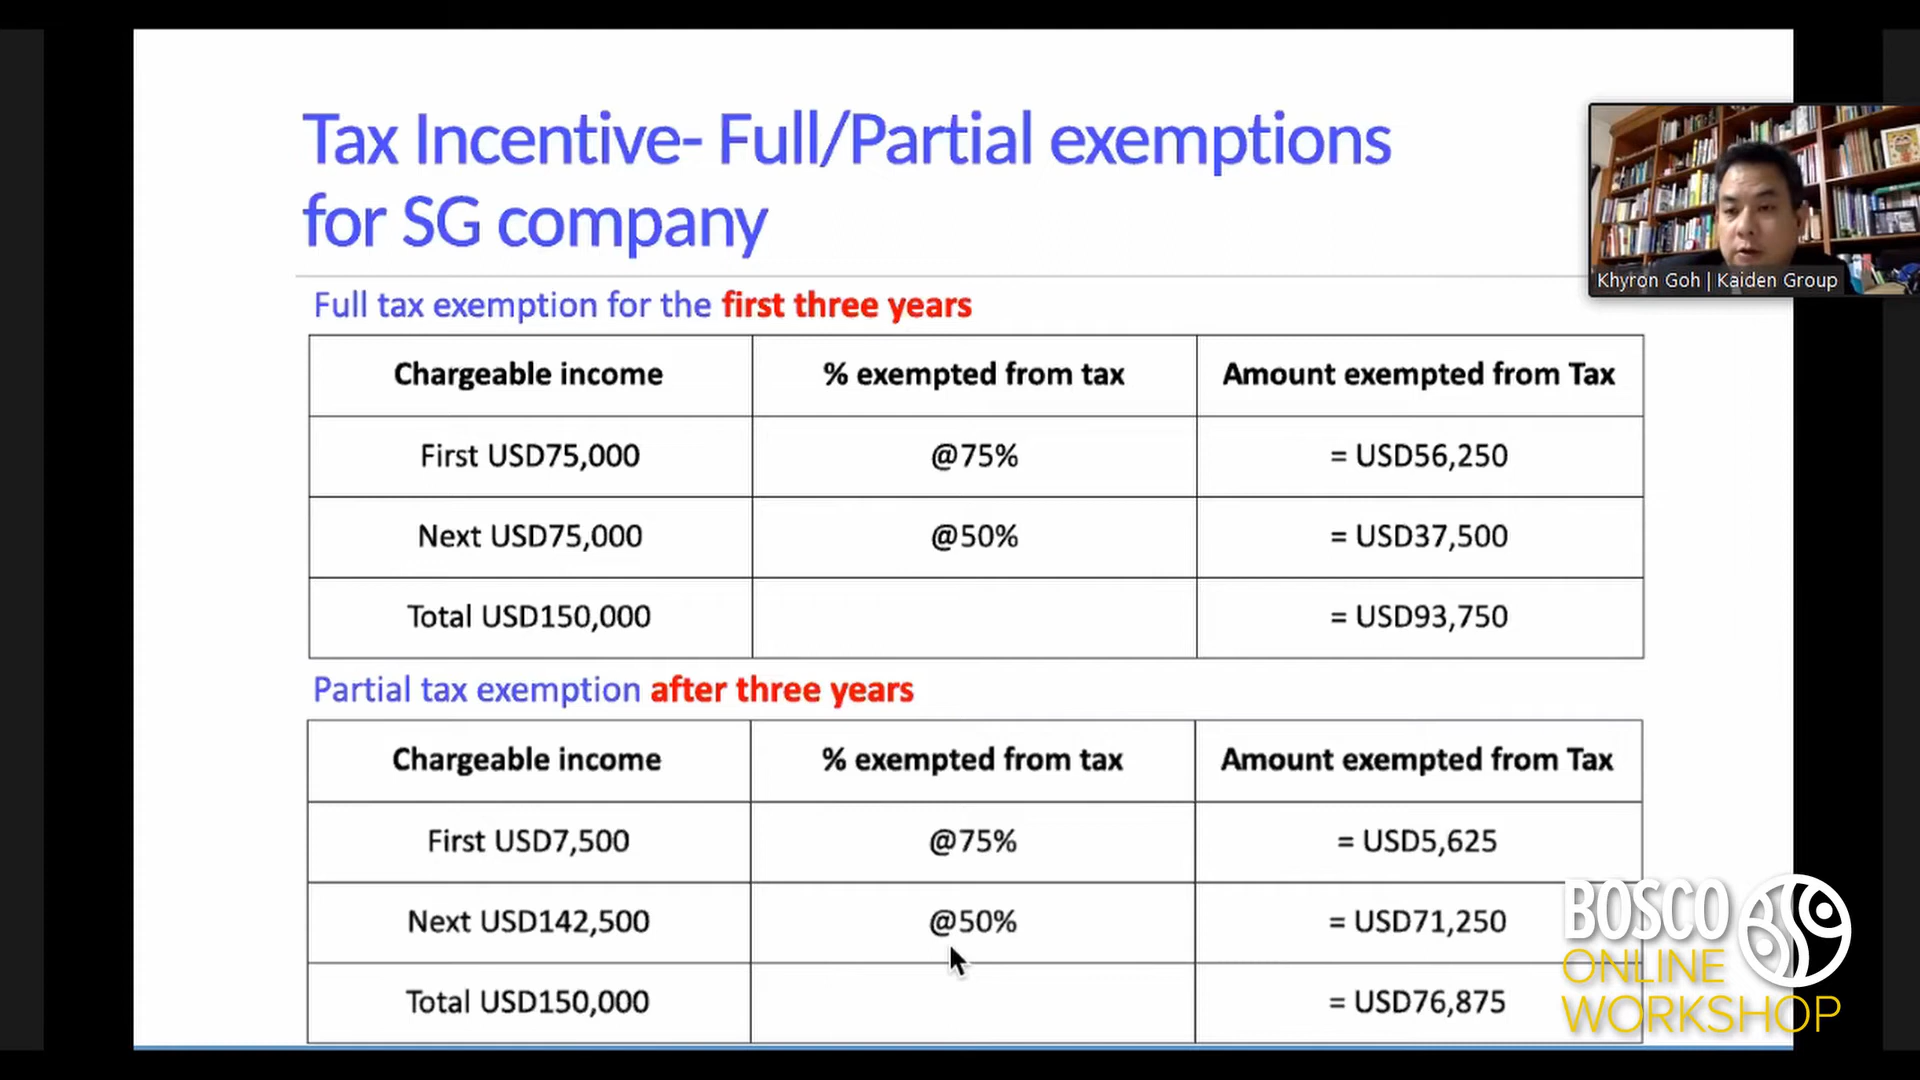 Tax Incentive- Full/Partial exemptions
for SG company
Khyron Goh | Kaiden Group
Full tax exemption for the first three years
Chargeable income % exempted from tax Amount exempted from Tax
First USD75,000 @75% = USD56,250
Next USD75,000 @50% = USD37,500
Total USD150,000 = USD93,750
Partial tax exemption after three years
Chargeable income % exempted from tax Amount exempted from Tax
First USD7,500 @75% = USD5,625
Next USD142,500 @50% = USD71,250
Total USD150,000 = USD76,875
BOSCO
ONLINE
WORKSHOP